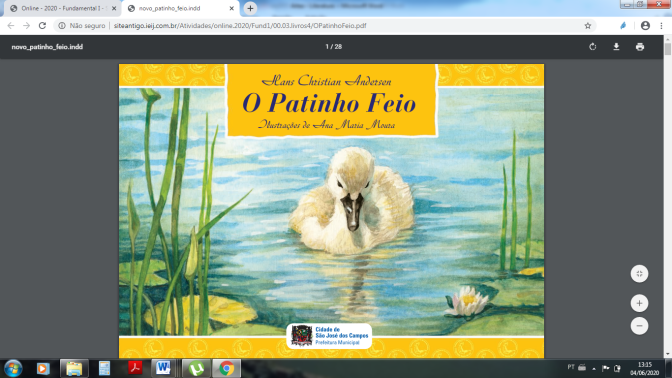 Online - 2020 - Fundamental I -
novo_patinho_feio.indd
Não seguro | siteantigo.ieij.com.br/Atividades/online.2020/Fund1/00.03.livros4/OPatinhoFeio.pdf
novo_patinho_feio.indd
1 / 28
Hans Christian Andersen
O Patinho Feio
Ilustrações de Ana Maria Moura
Cidade de
São José dos Campos
Prefeitura Municipal
PT
13:15
04/06/2020